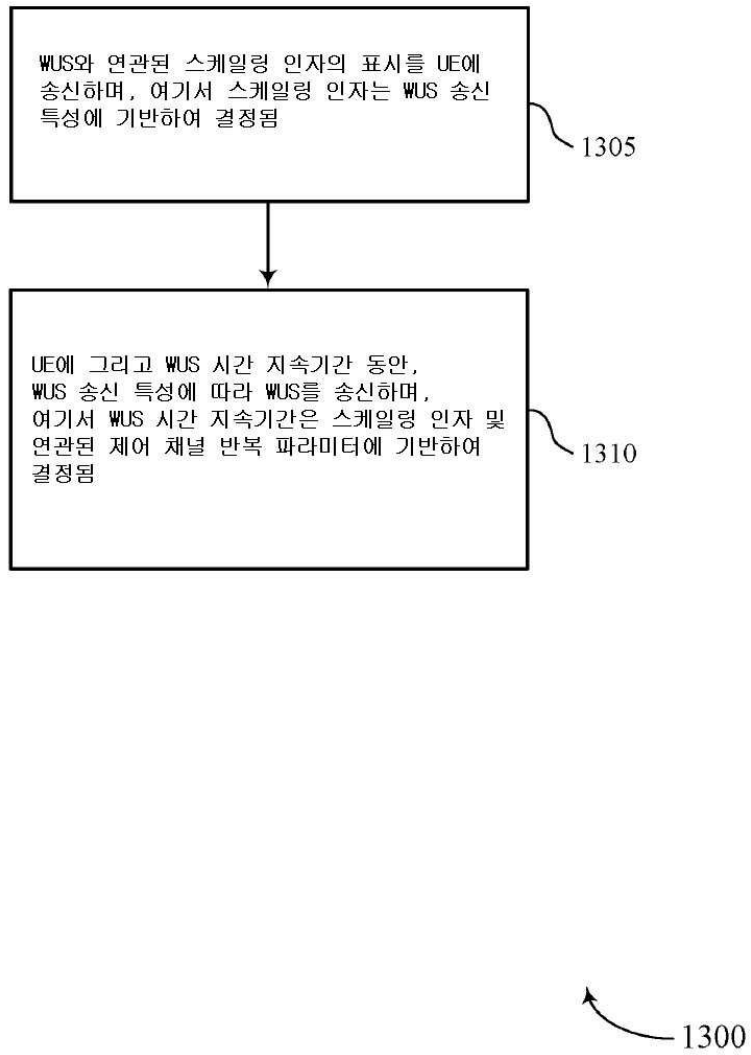 WUS와 연관된 스케일링 인자의 표시를 UE에
송신하며, 여기서 스케일링 인자는 WUS 송신
특성에 기반하여 결정됨
1305
UE에 그리고 WUS 시간 지속기간 동안,
WUS 송신 특성에 따라 WUS를 송신하며,
여기서 WUS 시간 지속기간은 스케일링 인자 및
연관된 제어 채널 반복 파라미터에 기반하여
결정됨
1310
1300